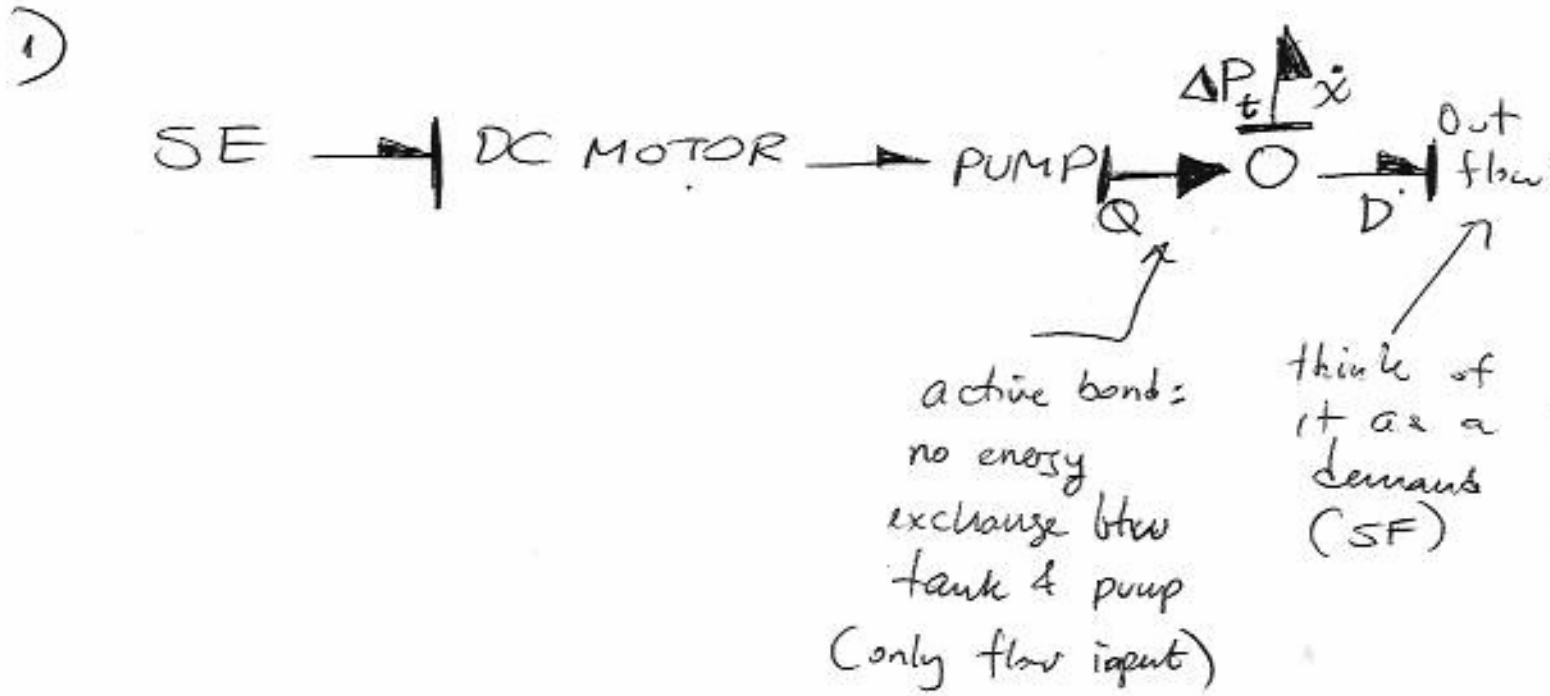 1)
ΔPt ẋ
SE DC MOTOR PUMP O Out
flow
Q D
active bond:
no energy
exchange btw
tank & pump
(only flow input)
think of
it as a
demand
(SF)